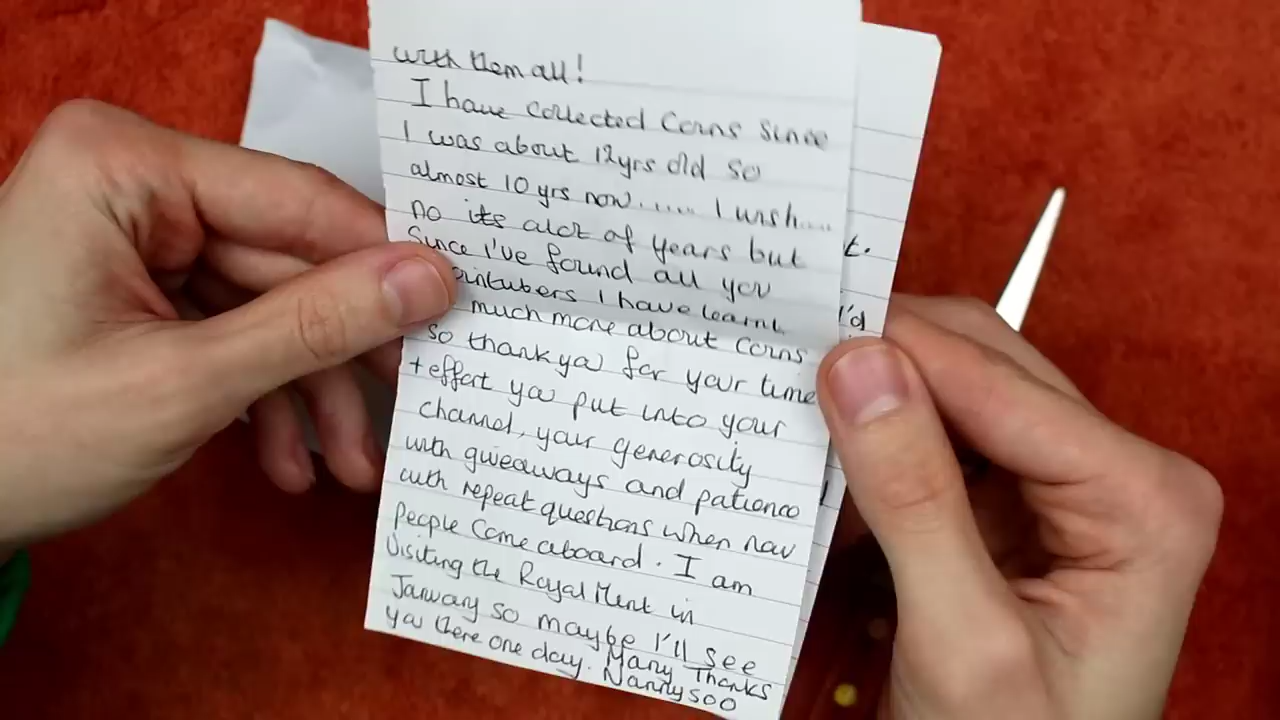 with them all!
I have collected Coins since
I was about 12yrs old so
almost 10 yrs now...... I wish....
no its alot of years but
Since I've found all you
ointubers I have learnt
much more about Coins
so thank you for your time
+ effort you put into your
channel, your generosity
with giveaways and patience
with repeat questions when new
people come aboard. I am
Visiting the Royal Mint in
January so maybe I'll see
you there one day. Many Thanks
Nannysoo
t.
I'd